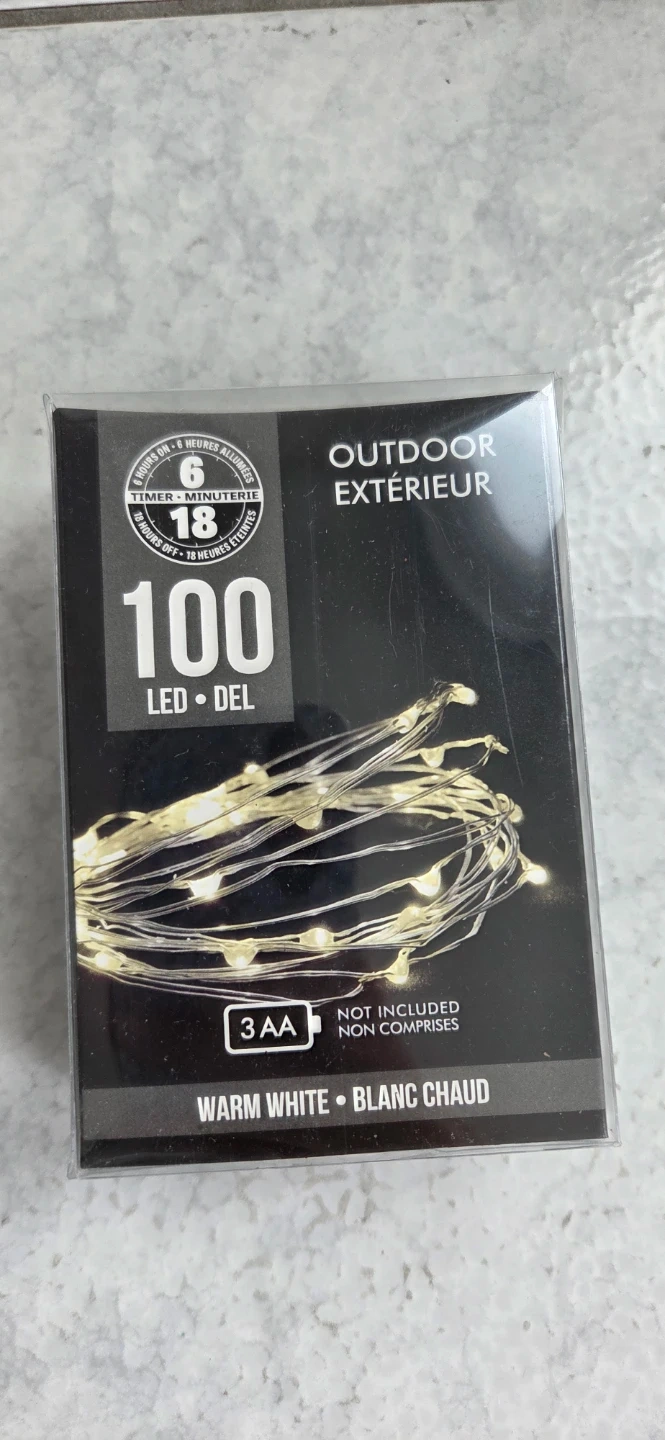 6 HOURS ON • 6 HEURES ALLUMÉES
6
TIMER • MINUTERIE
18
18 HOURS OFF • 18 HEURES ÉTEINTES
100
LED • DEL
OUTDOOR
EXTÉRIEUR
3 AA
NOT INCLUDED
NON COMPRISES
WARM WHITE • BLANC CHAUD